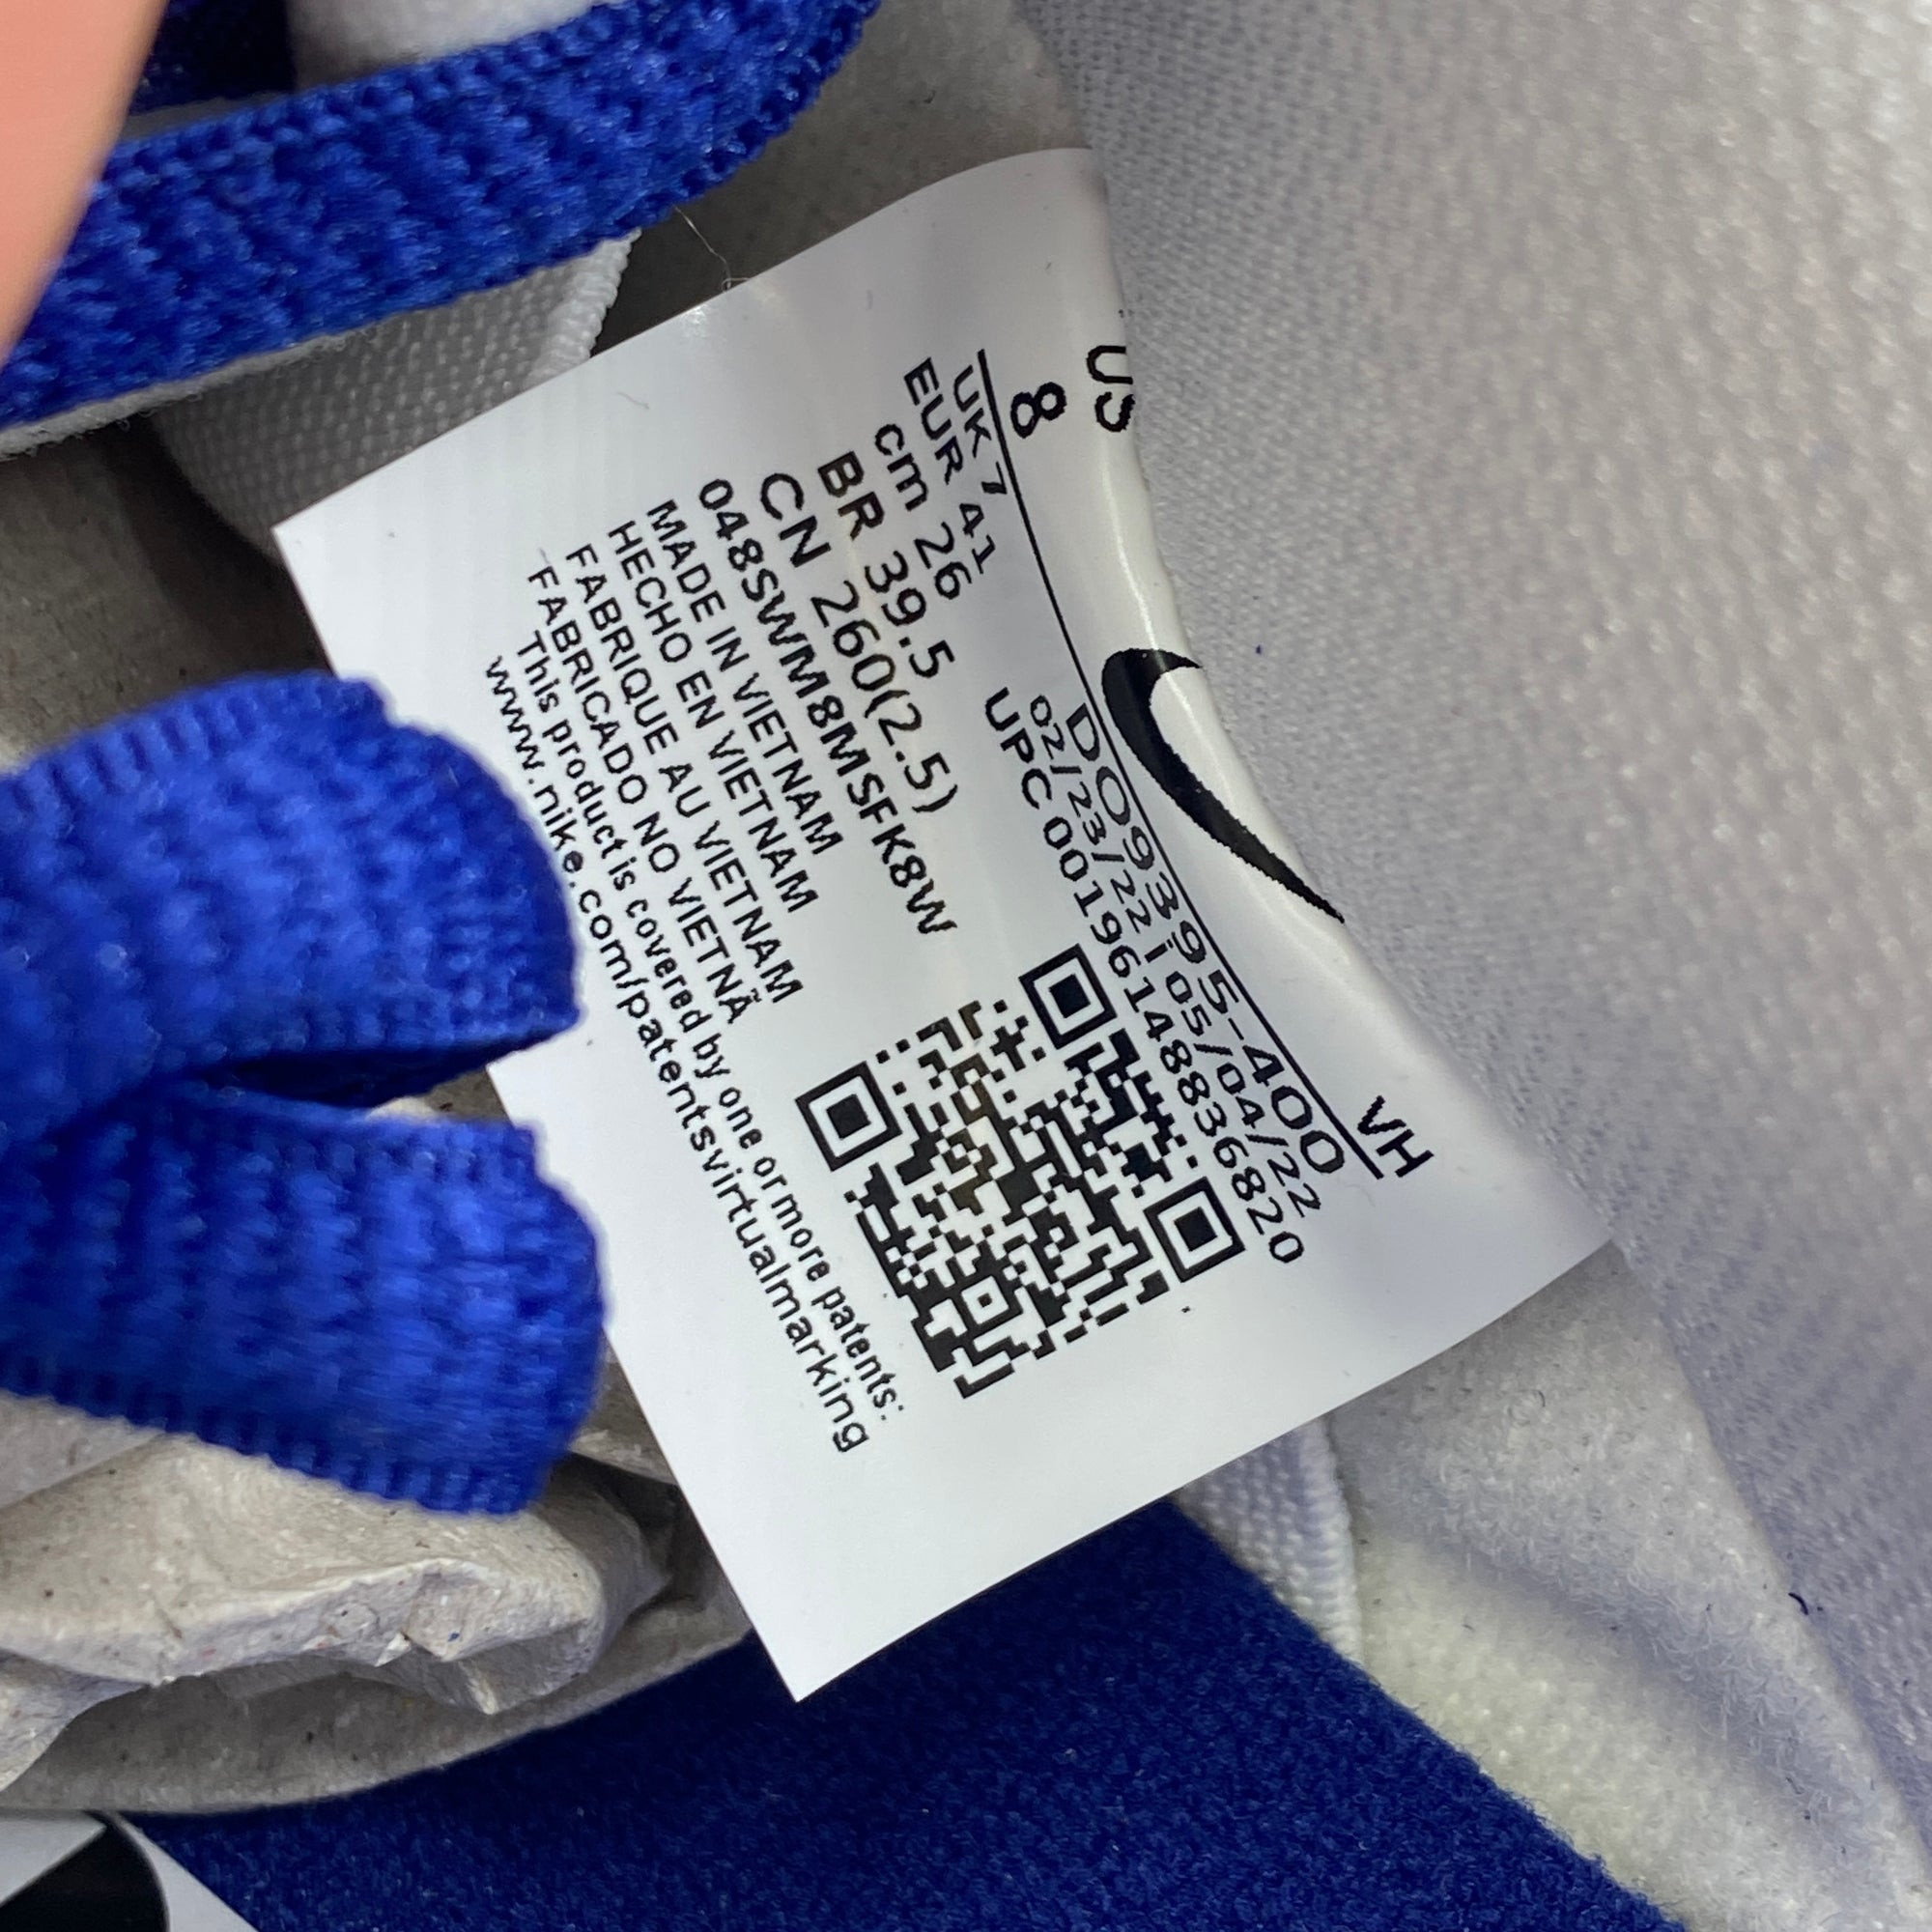 US
8
VH
UK 7
EUR 41
cm 26
BR 39.5
CN 260(2.5)
048SWM8MSFK8W
DO9393395-400
02/23/22 | 05/04/22
UPC 00196148836820
MADE IN VIETNAM
HECHO EN VIETNAM
FABRIQUE AU VIETNAM
FABRICADO NO VIETNÃ
This product is covered by one or more patents:
www.nike.com/patentsvirtualmarking